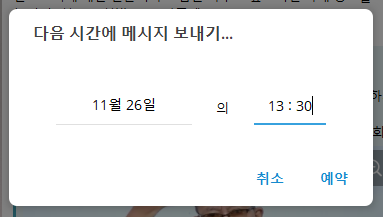 다음 시간에 메시지 보내기...
11월 26일 의 13 : 30
취소 예약